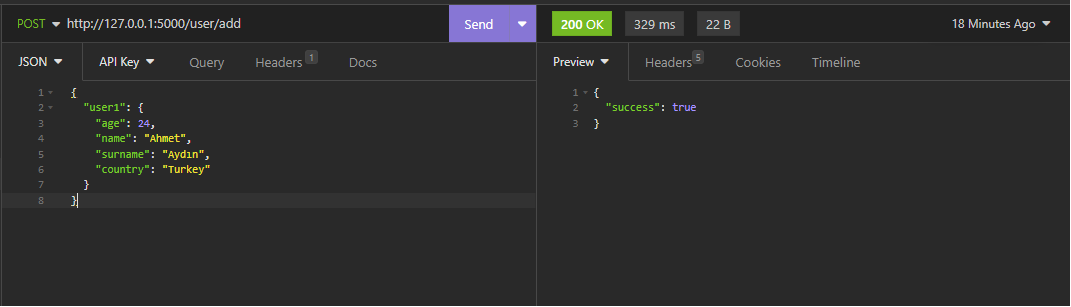 POST http://127.0.0.1:5000/user/add Send 200 OK 329 ms 22 B 18 Minutes Ago
JSON API Key Query Headers 1 Docs
Preview Headers 5 Cookies Timeline
1 {
2 "user1": {
3 "age": 24,
4 "name": "Ahmet",
5 "surname": "Aydın",
6 "country": "Turkey"
7 }
8 }
1 {
2 "success": true
3 }